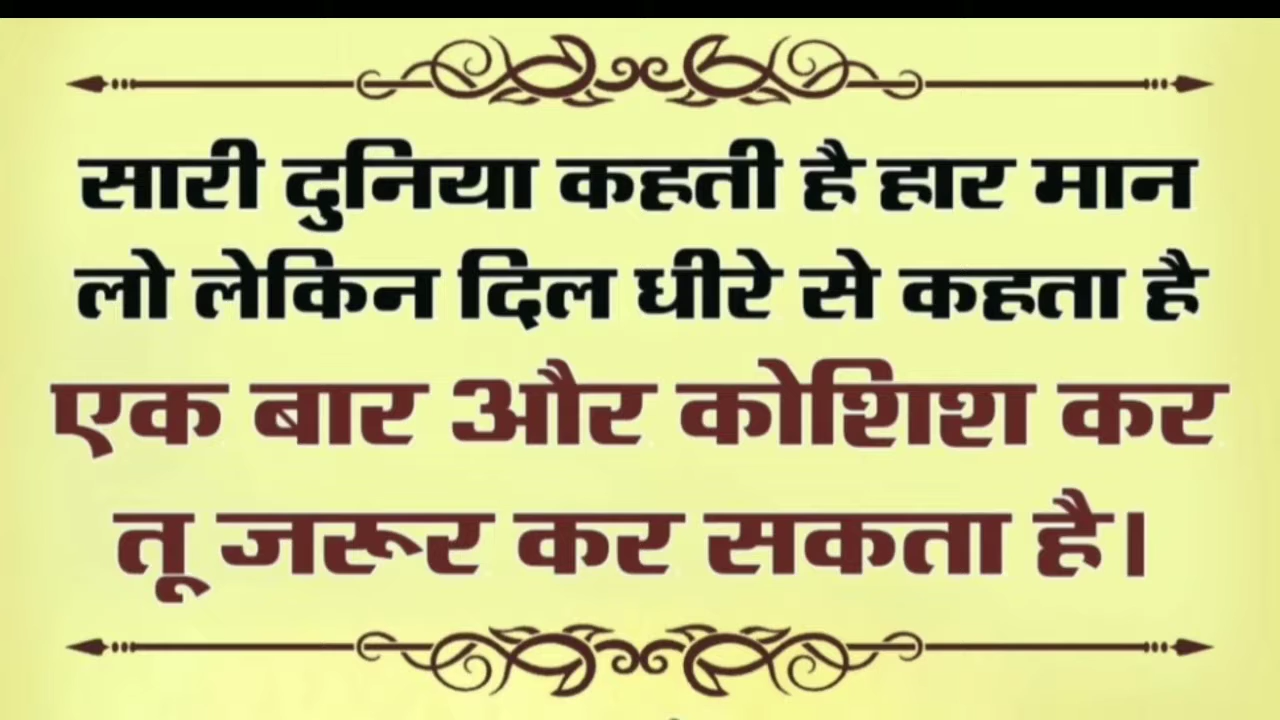 सारी दुनिया कहती है हार मान
लो लेकिन दिल धीरे से कहता है
एक बार और कोशिश कर
तू जरूर कर सकता है।